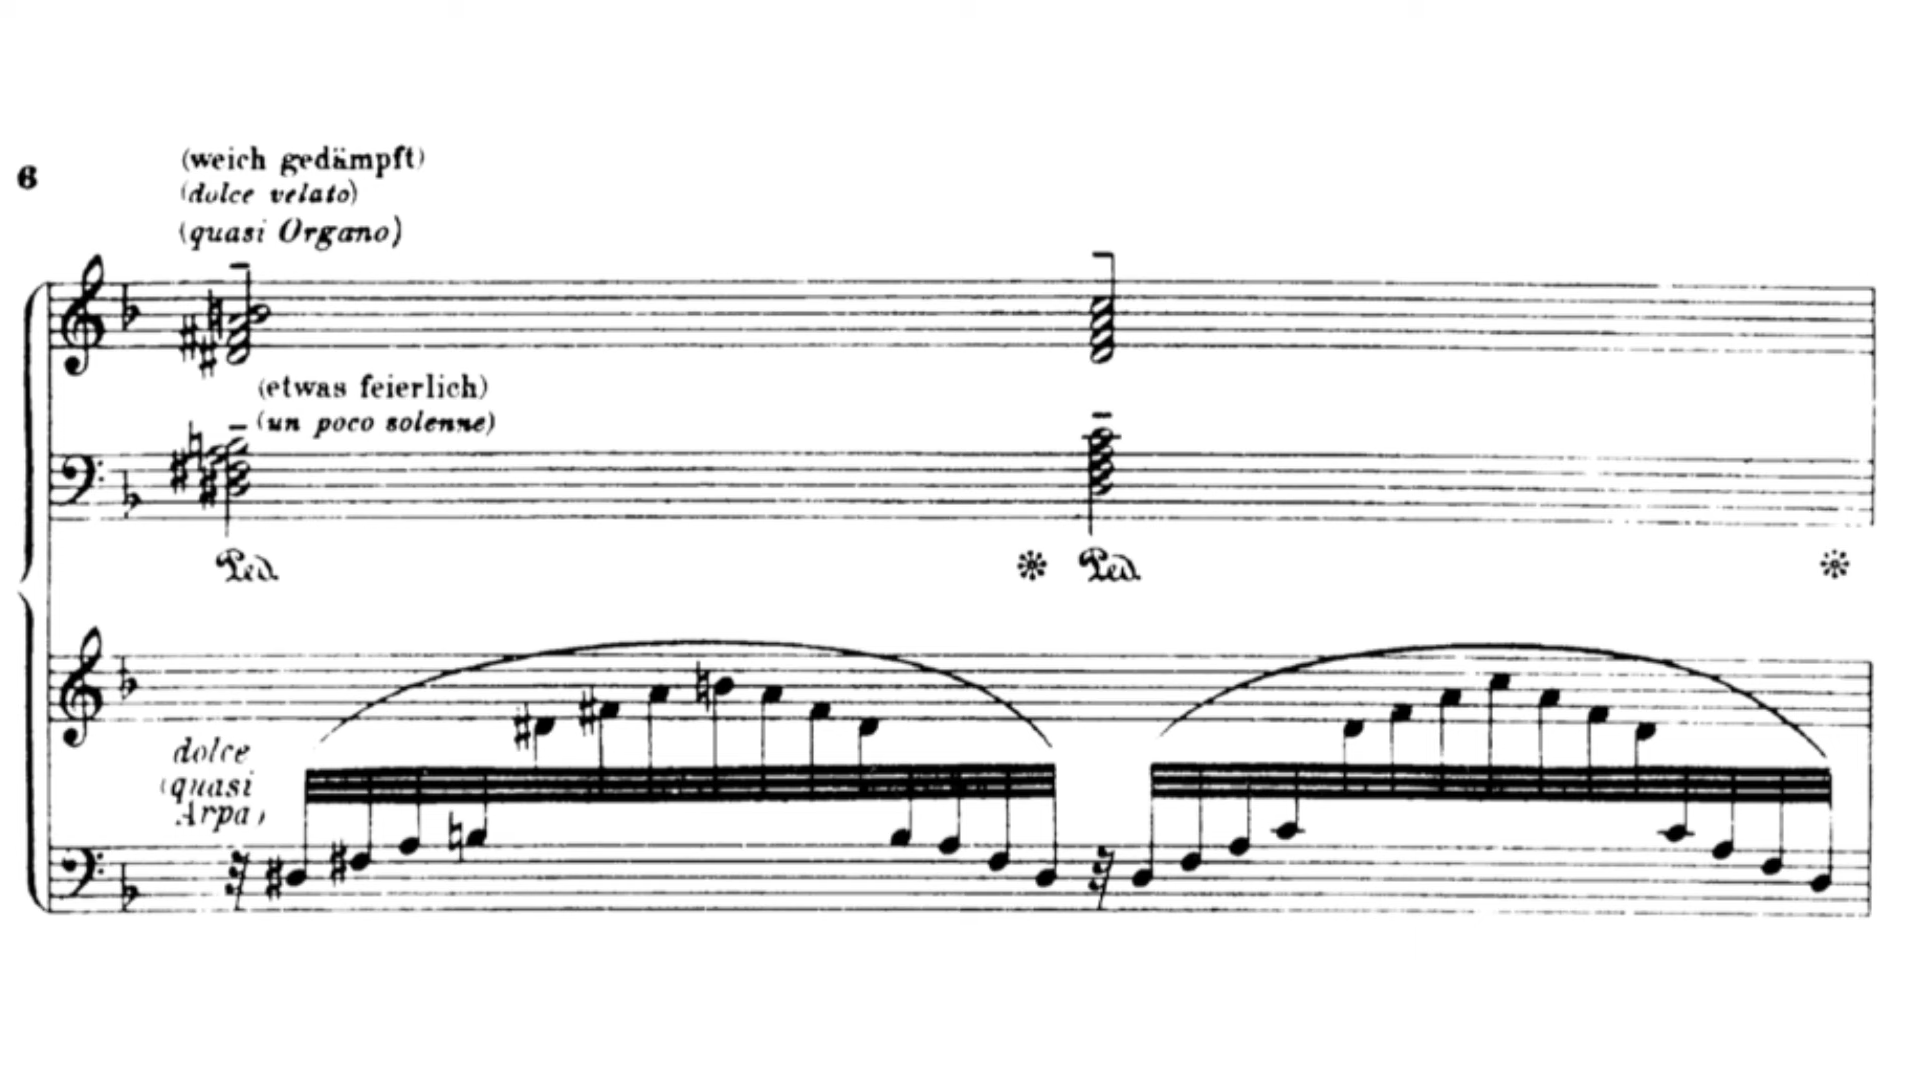 6
(weich gedämpft)
(dolce velato)
(quasi Organo)
(etwas feierlich)
(un poco solenne)
Ped. Ped.
dolce
(quasi
Arpa)